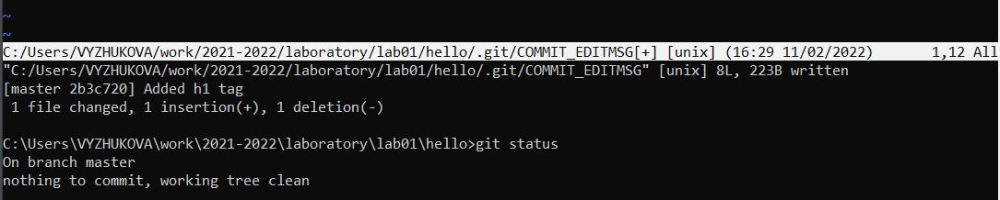 ~
~
C:/Users/VYZHUKOVA/work/2021-2022/laboratory/lab01/hello/.git/COMMIT_EDITMSG[+] [unix] (16:29 11/02/2022) 1,12 All
"C:/Users/VYZHUKOVA/work/2021-2022/laboratory/lab01/hello/.git/COMMIT_EDITMSG" [unix] 8L, 223B written
[master 2b3c720] Added h1 tag
 1 file changed, 1 insertion(+), 1 deletion(-)
C:\Users\VYZHUKOVA\work\2021-2022\laboratory\lab01\hello>git status
On branch master
nothing to commit, working tree clean